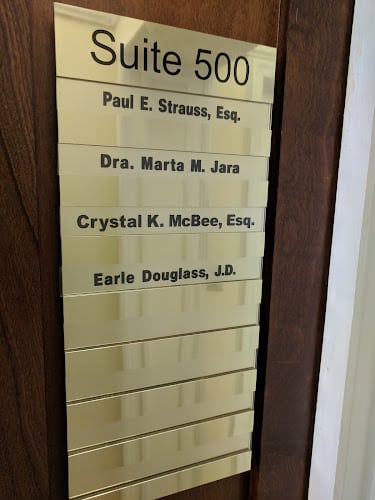 Suite 500
Paul E. Strauss, Esq.
Dra. Marta M. Jara
Crystal K. McBee, Esq.
Earle Douglass, J.D.